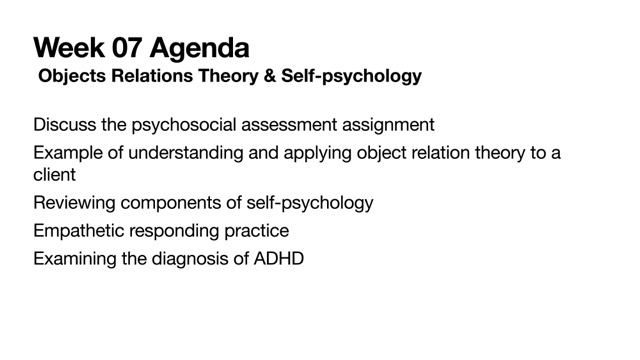 Week 07 Agenda
Objects Relations Theory & Self-psychology
Discuss the psychosocial assessment assignment
Example of understanding and applying object relation theory to a
client
Reviewing components of self-psychology
Empathetic responding practice
Examining the diagnosis of ADHD